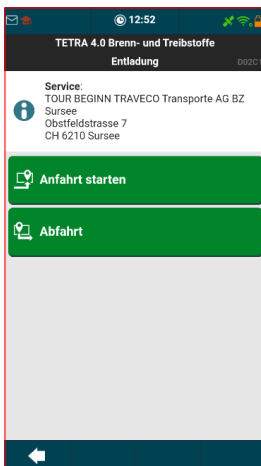 12:52
TETRA 4.0 Brenn- und Treibstoffe
Entladung D02C1
Service:
TOUR BEGINN TRAVECO Transporte AG BZ
Sursee
Obstfeldstrasse 7
CH 6210 Sursee
Anfahrt starten
Abfahrt